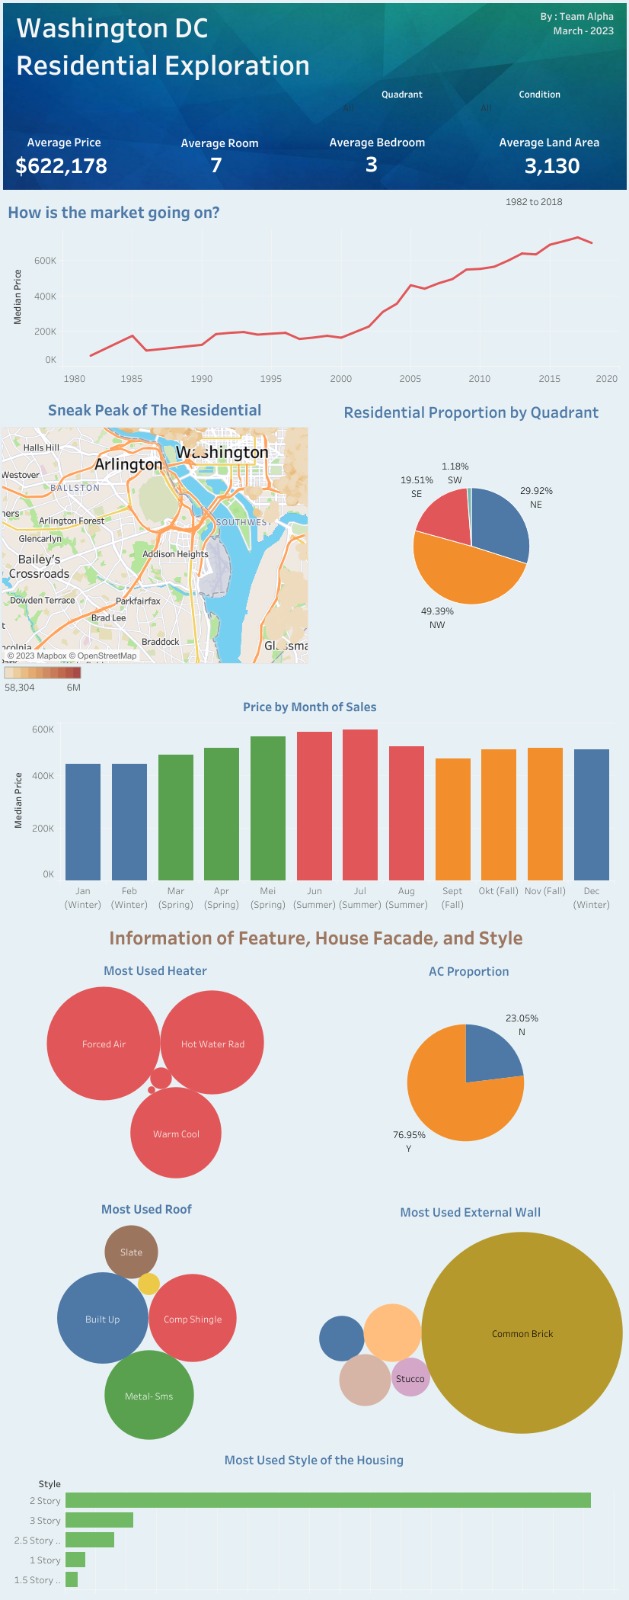 Washington DC
Residential Exploration
By : Team Alpha
March - 2023
Quadrant
Condition
All
All
Average Price
$622,178
Average Room
7
Average Bedroom
3
Average Land Area
3,130
1982 to 2018
How is the market going on?
Median Price
600K
400K
200K
0K
1980
1985
1990
1995
2000
2005
2010
2015
2020
Sneak Peak of The Residential
Residential Proportion by Quadrant
Halls Hill
Washington
Arlington
Westover
BALLSTON
Arlington Forest
SOUTHWES
Glencarlyn
Addison Heights
Bailey's
Crossroads
Dowden Terrace
Parkfairfax
Brad Lee
Braddock
© 2023 Mapbox © OpenStreetMap
58,304
6M
1.18%
SW
19.51%
SE
29.92%
NE
49.39%
NW
Price by Month of Sales
Median Price
600K
400K
200K
0K
Jan
(Winter)
Feb
(Winter)
Mar
(Spring)
Apr
(Spring)
Mei
(Spring)
Jun
(Summer)
Jul
(Summer)
Aug
(Summer)
Sept
(Fall)
Okt (Fall)
Nov (Fall)
Dec
(Winter)
Information of Feature, House Facade, and Style
Most Used Heater
Forced Air
Hot Water Rad
Warm Cool
AC Proportion
23.05%
N
76.95%
Y
Most Used Roof
Slate
Built Up
Comp Shingle
Metal- Sms
Most Used External Wall
Common Brick
Stucco
Most Used Style of the Housing
Style
2 Story
3 Story
2.5 Story ..
1 Story
1.5 Story ..